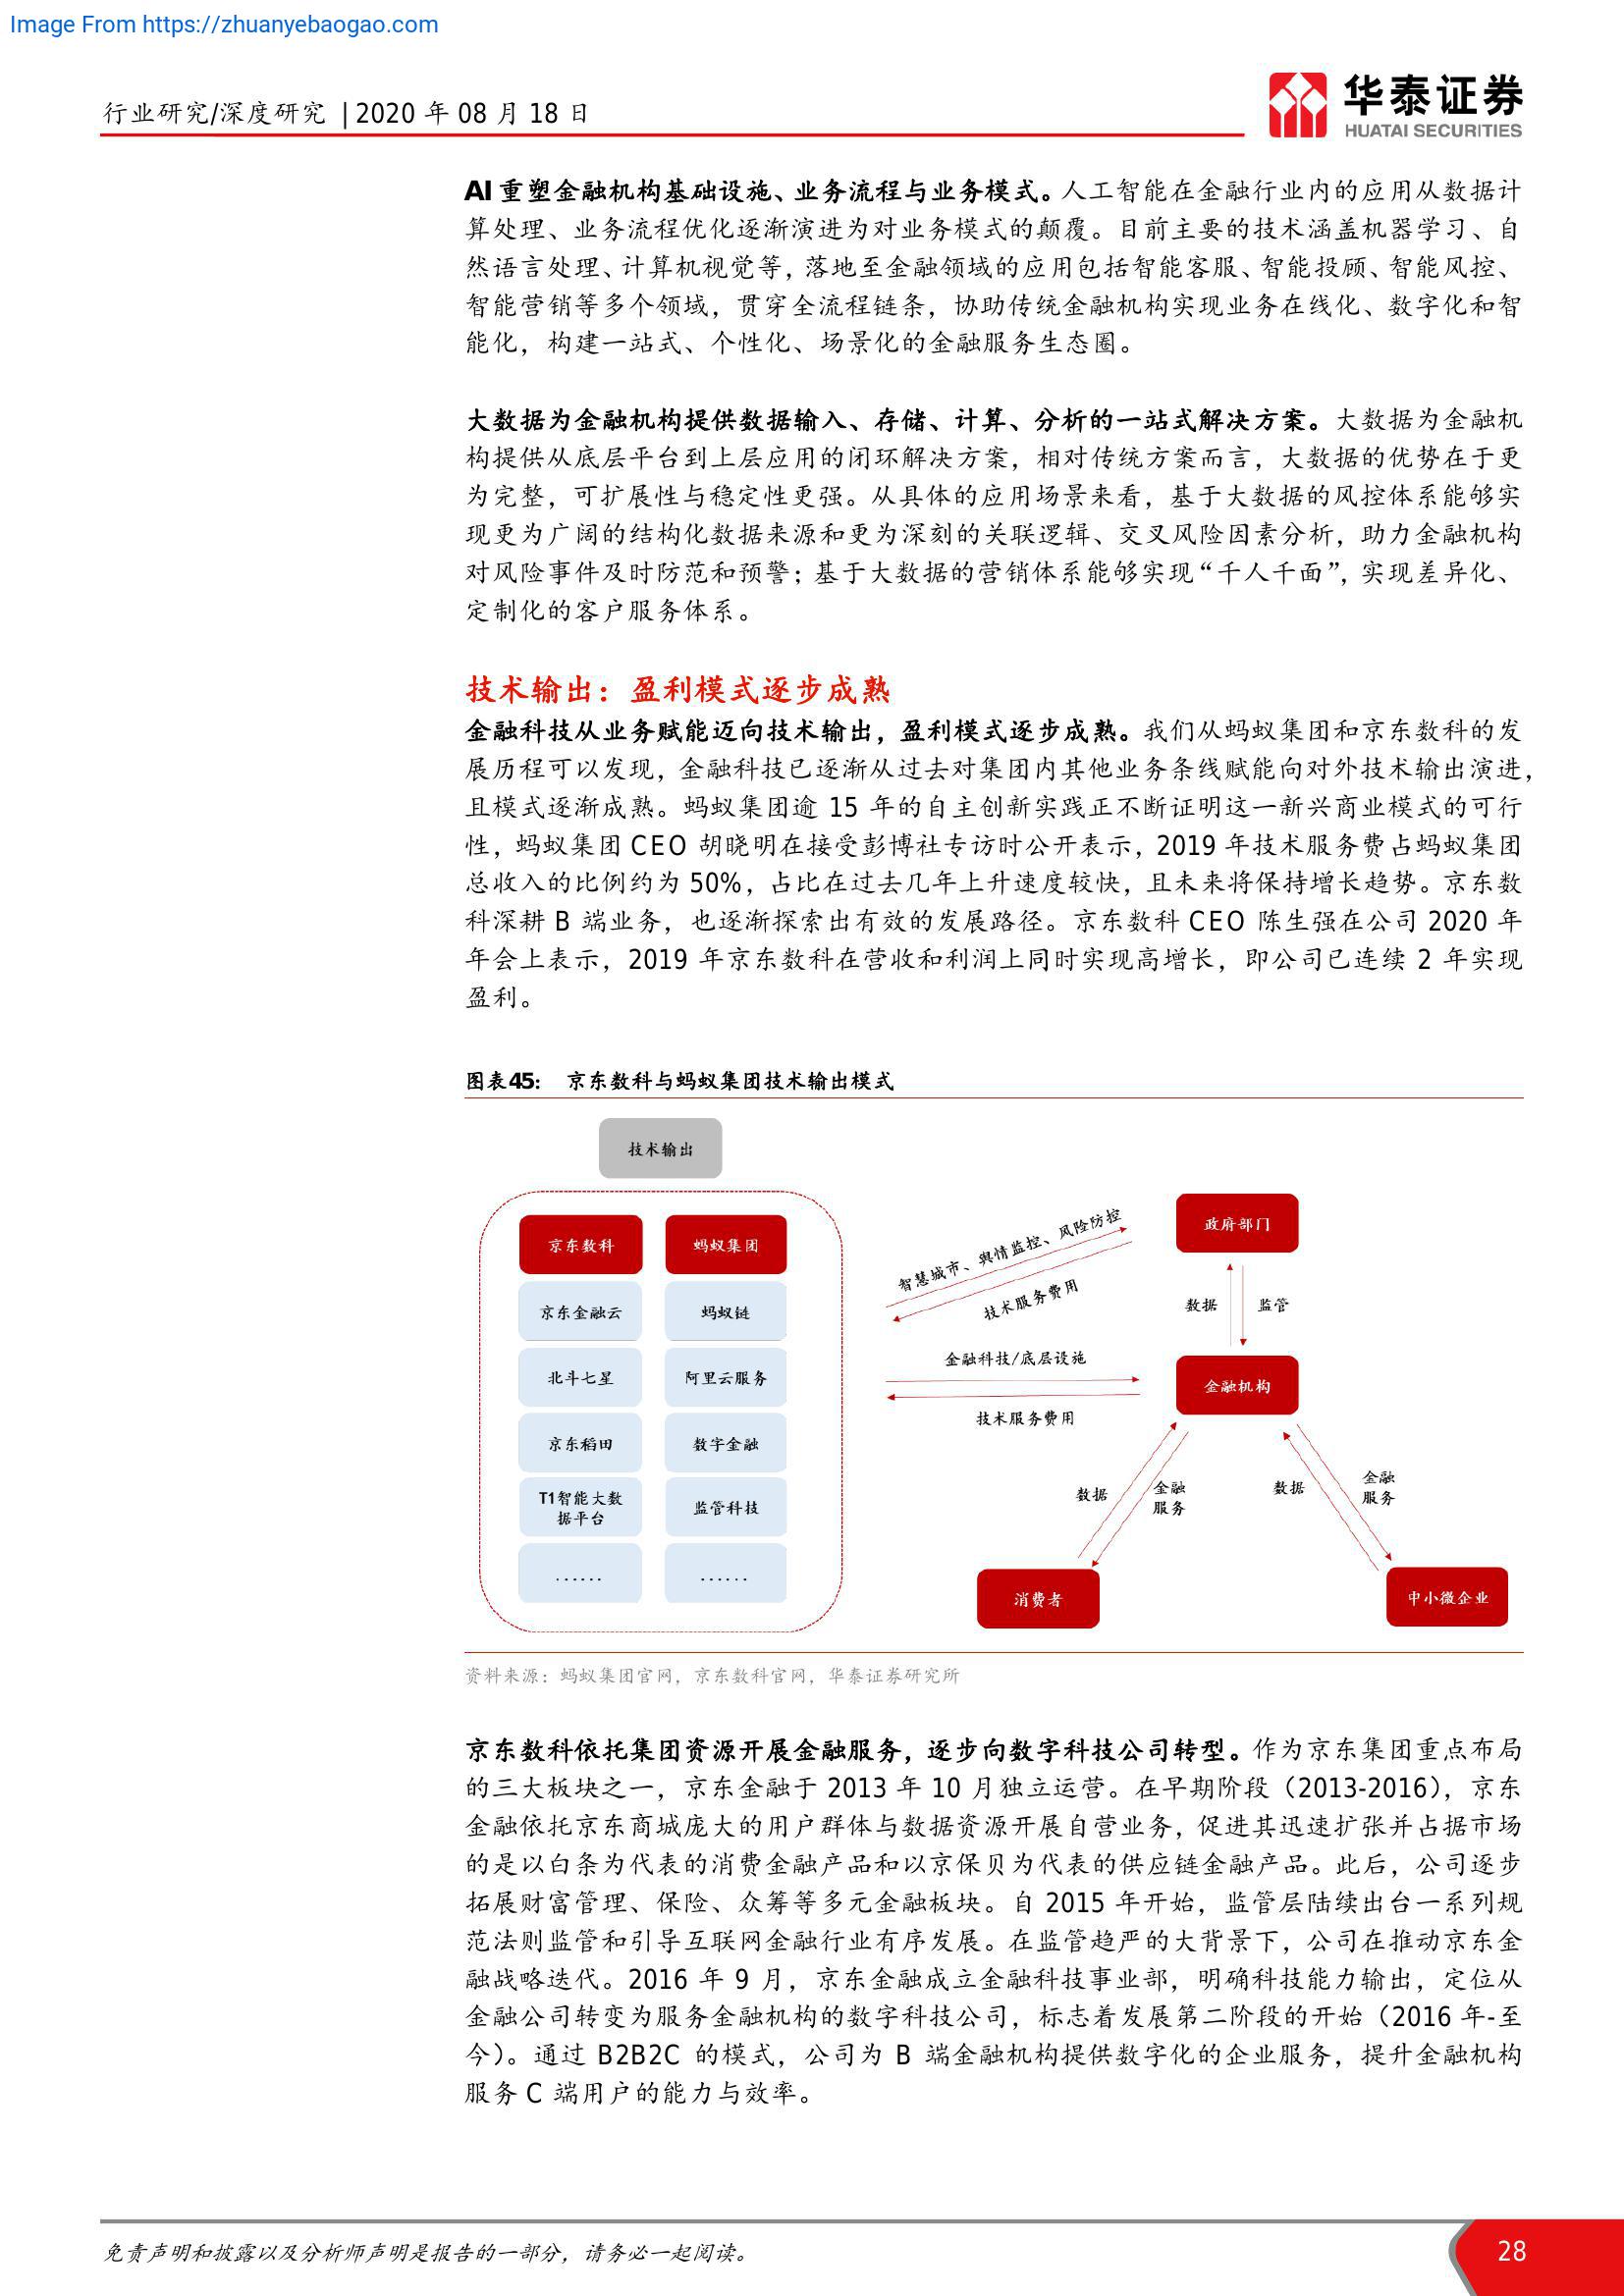 Image From https://zhuanyebaogao.com
行业研究/深度研究 | 2020 年 08 月 18 日
华泰证券
HUATAI SECURITIES
AI 重塑金融机构基础设施、业务流程与业务模式。人工智能在金融行业内的应用从数据计
算处理、业务流程优化逐渐演进为对业务模式的颠覆。目前主要的技术涵盖机器学习、自
然语言处理、计算机视觉等，落地至金融领域的应用包括智能客服、智能投顾、智能风控、
智能营销等多个领域，贯穿全流程链条，协助传统金融机构实现业务在线化、数字化和智
能化，构建一站式、个性化、场景化的金融服务生态圈。
大数据为金融机构提供数据输入、存储、计算、分析的一站式解决方案。大数据为金融机
构提供从底层平台到上层应用的闭环解决方案，相对传统方案而言，大数据的优势在于更
为完整，可扩展性与稳定性更强。从具体的应用场景来看，基于大数据的风控体系能够实
现更为广阔的结构化数据来源和更为深刻的关联逻辑、交叉风险因素分析，助力金融机构
对风险事件及时防范和预警；基于大数据的营销体系能够实现“千人千面”，实现差异化、
定制化的客户服务体系。
技术输出：盈利模式逐步成熟
金融科技从业务赋能迈向技术输出，盈利模式逐步成熟。我们从蚂蚁集团和京东数科的发
展历程可以发现，金融科技已逐渐从过去对集团内其他业务条线赋能向对外技术输出演进，
且模式逐渐成熟。蚂蚁集团逾 15 年的自主创新实践正不断证明这一新兴商业模式的可行
性，蚂蚁集团 CEO 胡晓明在接受彭博社专访时公开表示，2019 年技术服务费占蚂蚁集团
总收入的比例约为 50%，占比在过去几年上升速度较快，且未来将保持增长趋势。京东数
科深耕 B 端业务，也逐渐探索出有效的发展路径。京东数科 CEO 陈生强在公司 2020 年
年会上表示，2019 年京东数科在营收和利润上同时实现高增长，即公司已连续 2 年实现
盈利。
图表45： 京东数科与蚂蚁集团技术输出模式
技术输出
京东数科 蚂蚁集团
京东金融云 蚂蚁链
北斗七星 阿里云服务
京东稻田 数字金融
T1智能大数
据平台
监管科技
...... ......
智慧城市、舆情监控、风险防控
技术服务费用
金融科技/底层设施
技术服务费用
政府部门
数据 监管
金融机构
数据
金融
服务
数据
金融
服务
消费者
中小微企业
资料来源：蚂蚁集团官网，京东数科官网，华泰证券研究所
京东数科依托集团资源开展金融服务，逐步向数字科技公司转型。作为京东集团重点布局
的三大板块之一，京东金融于 2013 年 10 月独立运营。在早期阶段（2013-2016），京东
金融依托京东商城庞大的用户群体与数据资源开展自营业务，促进其迅速扩张并占据市场
的是以白条为代表的消费金融产品和以京保贝为代表的供应链金融产品。此后，公司逐步
拓展财富管理、保险、众筹等多元金融板块。自 2015 年开始，监管层陆续出台一系列规
范法则监管和引导互联网金融行业有序发展。在监管趋严的大背景下，公司在推动京东金
融战略迭代。2016 年 9 月，京东金融成立金融科技事业部，明确科技能力输出，定位从
金融公司转变为服务金融机构的数字科技公司，标志着发展第二阶段的开始（2016 年-至
今）。通过 B2B2C 的模式，公司为 B 端金融机构提供数字化的企业服务，提升金融机构
服务 C 端用户的能力与效率。
免责声明和披露以及分析师声明是报告的一部分，请务必一起阅读。
28